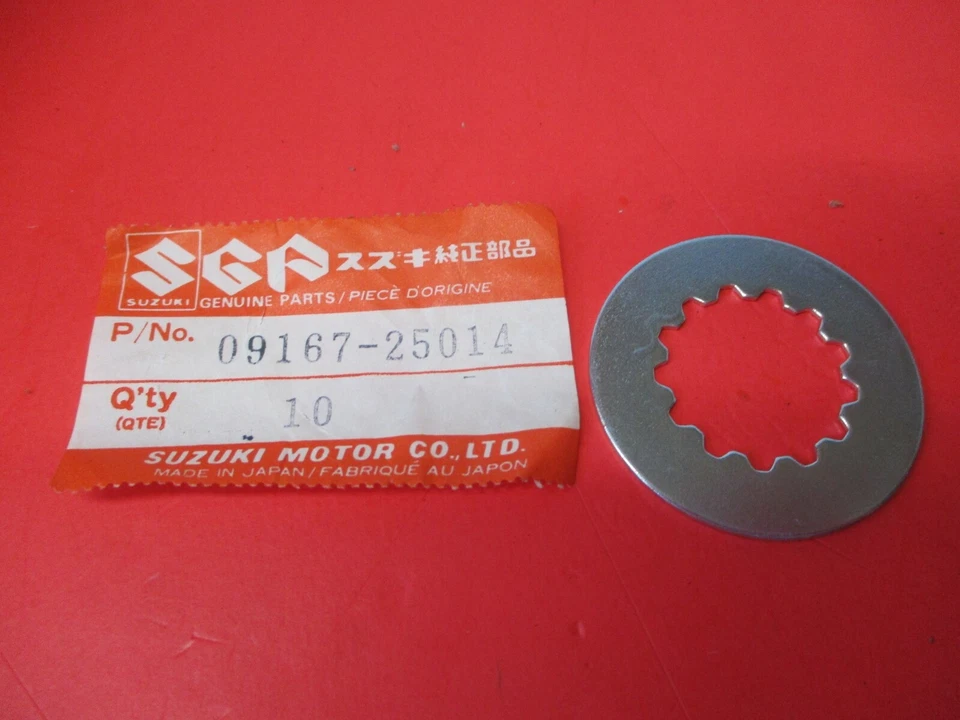 SGP スズキ純正部品
SUZUKI GENUINE PARTS/PIECÈ D'ORIGINE
P/No. 09167-25014
Q'ty 10
(QTE)
SUZUKI MOTOR CO.,LTD.
MADE IN JAPAN/FABRIQUÉ AU JAPON